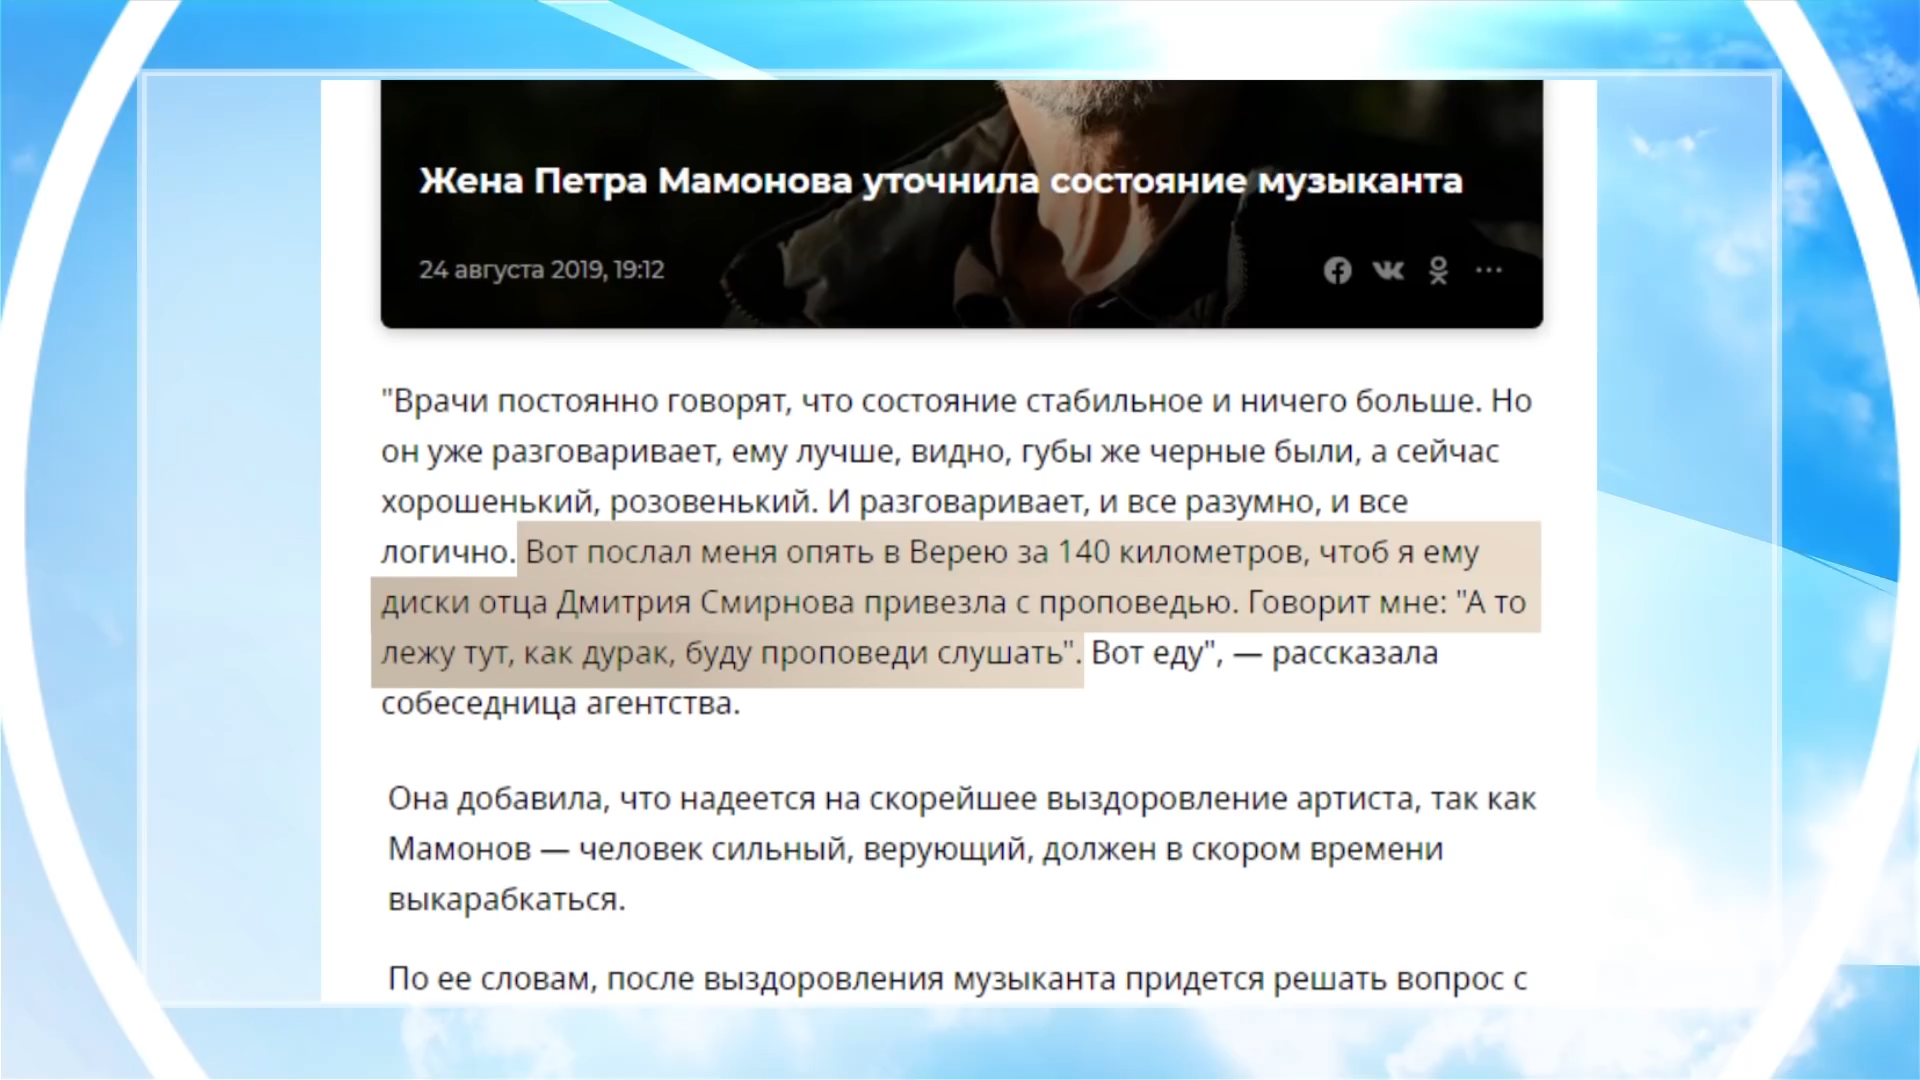 Жена Петра Мамонова уточнила состояние музыканта
24 августа 2019, 19:12
"Врачи постоянно говорят, что состояние стабильное и ничего больше. Но
он уже разговаривает, ему лучше, видно, губы же черные были, а сейчас
хорошенький, розовенький. И разговаривает, и все разумно, и все
логично. Вот послал меня опять в Верею за 140 километров, чтоб я ему
диски отца Дмитрия Смирнова привезла с проповедью. Говорит мне: "А то
лежу тут, как дурак, буду проповеди слушать". Вот еду", — рассказала
собеседница агентства.
Она добавила, что надеется на скорейшее выздоровление артиста, так как
Мамонов — человек сильный, верующий, должен в скором времени
выкарабкаться.
По ее словам, после выздоровления музыканта придется решать вопрос с